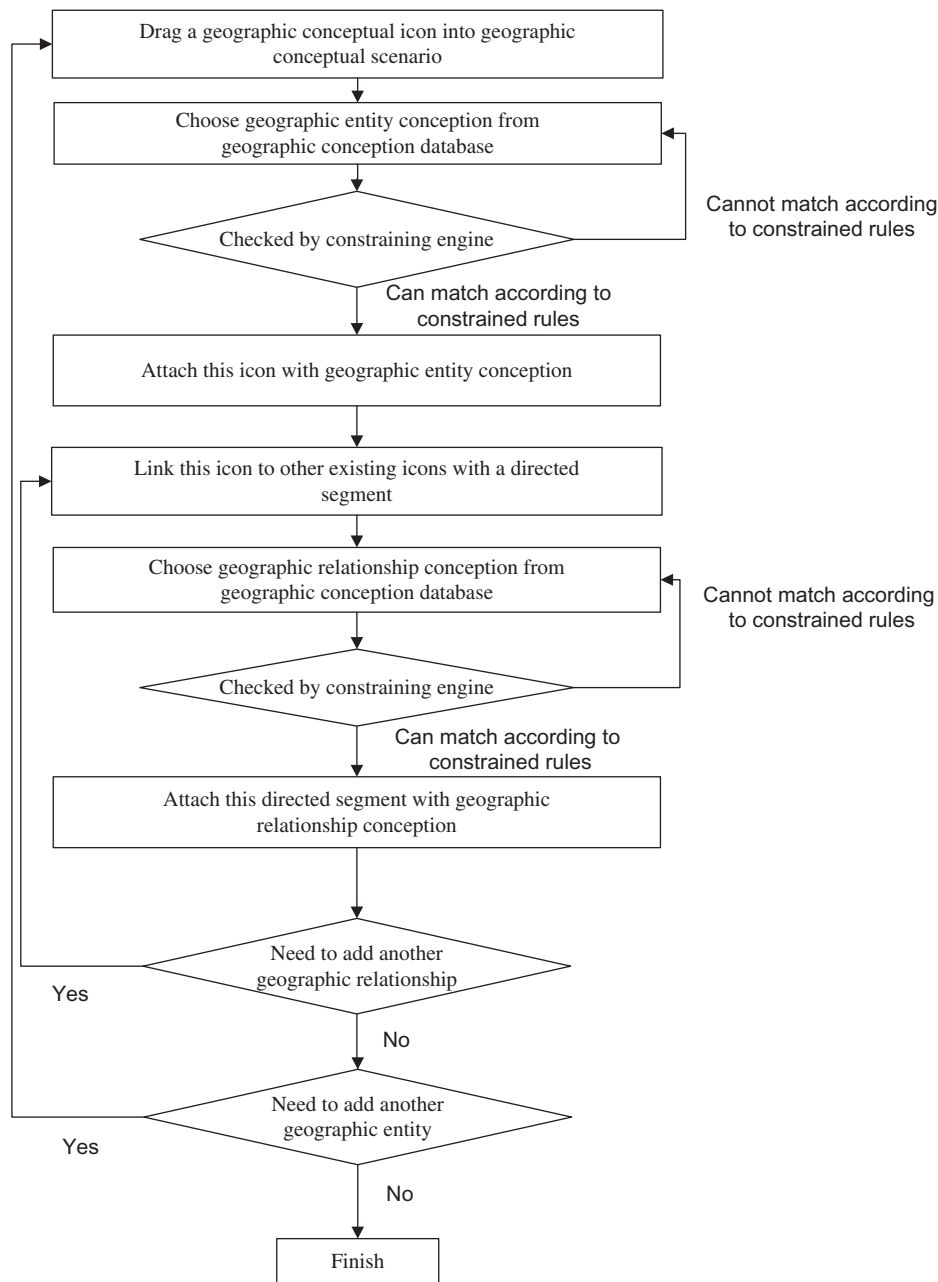 Drag a geographic conceptual icon into geographic
conceptual scenario
Choose geographic entity conception from
geographic conception database
Cannot match according
to constrained rules
Checked by constraining engine
Can match according to
constrained rules
Attach this icon with geographic entity conception
Link this icon to other existing icons with a directed
segment
Choose geographic relationship conception from
geographic conception database
Cannot match according
to constrained rules
Checked by constraining engine
Can match according to
constrained rules
Attach this directed segment with geographic
relationship conception
Need to add another
geographic relationship
Yes
No
Need to add another
geographic entity
Yes
No
Finish